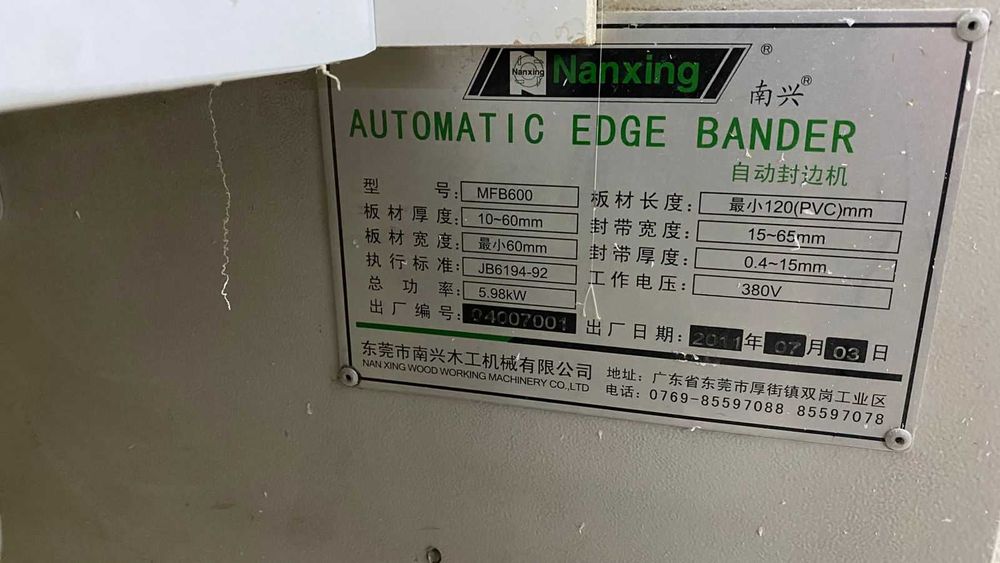 Nanxing Nanxing ®
南兴®
AUTOMATIC EDGE BANDER
自动封边机
型 号: MFB600 板材长度: 最小120(PVC)mm
板材厚度: 10~60mm 封带宽度: 15~65mm
板材宽度: 最小60mm 封带厚度: 0.4~15mm
执行标准: JB6194-92 工作电压: 380V
总 功 率: 5.98kW
出厂编号: 04007001 出厂日期: 2011年07月03日
东莞市南兴木工机械有限公司 地址: 广东省东莞市厚街镇双岗工业区
NAN XING WOOD WORKING MACHINERY CO.,LTD 电话: 0769-85597088 85597078